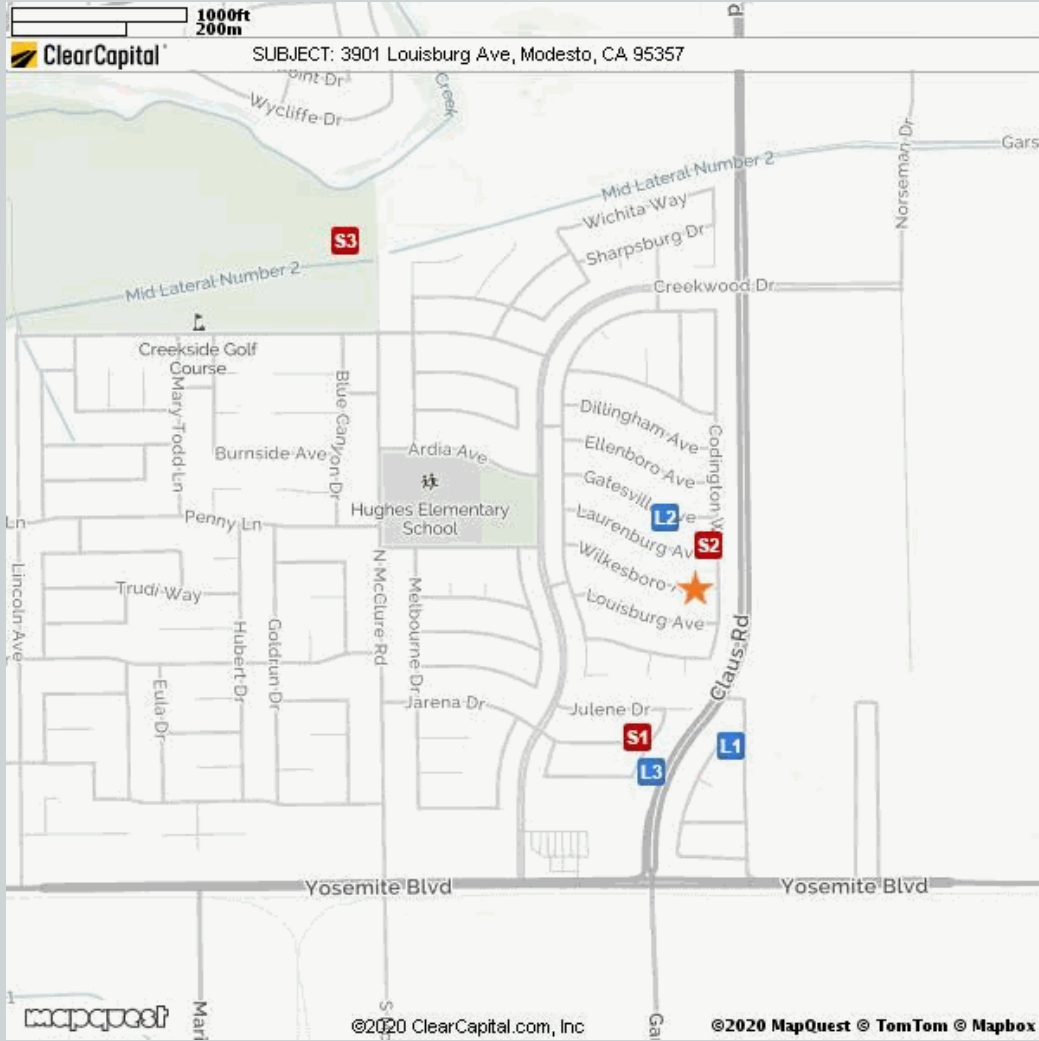 1000ft
200m
ClearCapital
SUBJECT: 3901 Louisburg Ave, Modesto, CA 95357
Wycliffe Dr
Creek
Mid Lateral Number 2
Norseman Dr
Wichita Way
Sharpsburg Dr
S3
Mid Lateral Number 2
Creekwood Dr
Creekside Golf
Course
Mary Todd Ln
Blue Canyon Dr
Burnside Ave
Ardia Ave
Dillingham Ave
Ellenboro Ave
Codington
Hughes Elementary
School
L2
Laurenburg
S2
Penny Ln
Wilkesboro
Louisburg Ave
Lincoln Ave
Trudi Way
N McClure Rd
Melbourne Dr
Hubert Dr
Goldrun Dr
Claus Rd
Eula Dr
Jarena Dr
Julene Dr
S1
L1
L3
Yosemite Blvd
Yosemite Blvd
mapquest
©2020 ClearCapital.com, Inc
©2020 MapQuest © TomTom © Mapbox